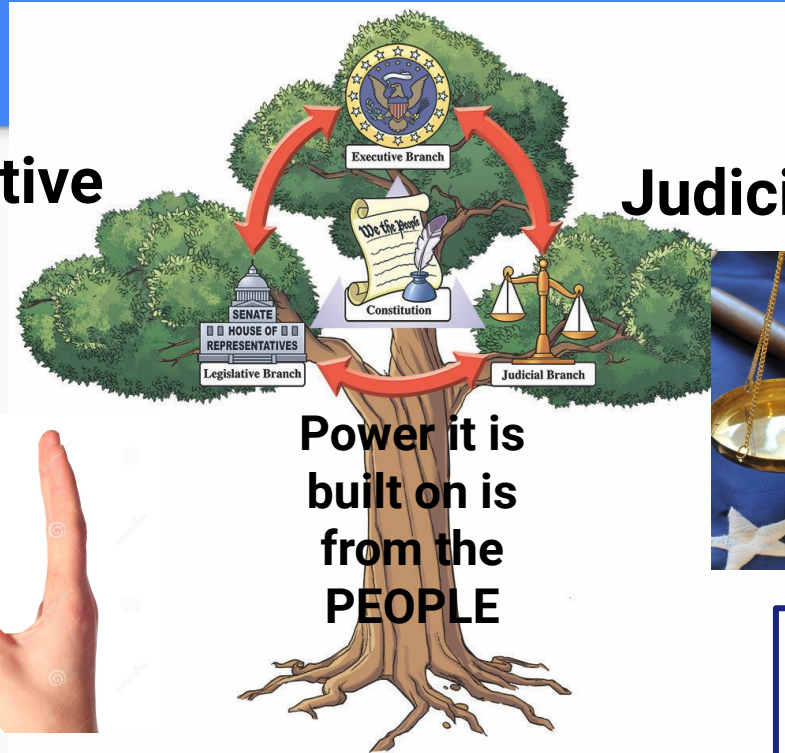 Executive Branch
tive
Judici
We the People
Constitution
SENATE
HOUSE OF
REPRESENTATIVES
Legislative Branch
Judicial Branch
Power it is
built on is
from the
PEOPLE